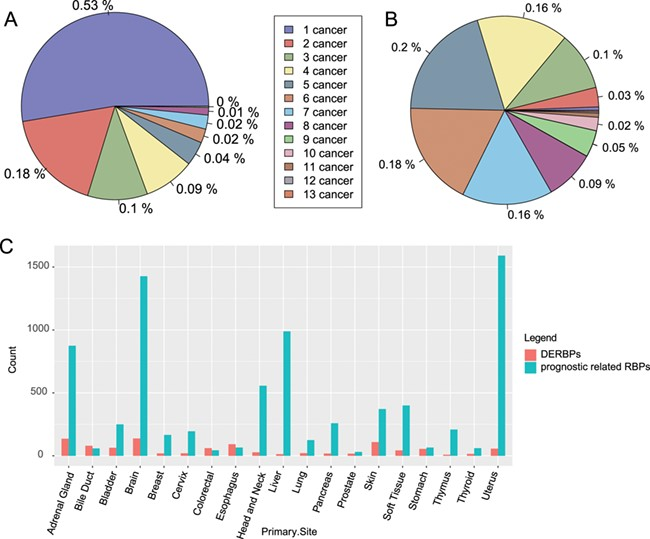 A
0.53 %
0.18 %
0.1 %
0.09 %
0.04 %
0.02 %
0.02 %
0.01 %
0 %
1 cancer
2 cancer
3 cancer
4 cancer
5 cancer
6 cancer
7 cancer
8 cancer
9 cancer
10 cancer
11 cancer
12 cancer
13 cancer
B
0.16 %
0.1 %
0.03 %
0.02 %
0.05 %
0.09 %
0.16 %
0.18 %
0.2 %
C
Count
1500
1000
500
0
Adrenal Gland
Bile Duct
Bladder
Brain
Breast
Cervix
Colorectal
Esophagus
Head and Neck
Liver
Lung
Pancreas
Prostate
Skin
Soft Tissue
Stomach
Thymus
Thyroid
Uterus
Primary.Site
Legend
DERBPs
prognostic related RBPs